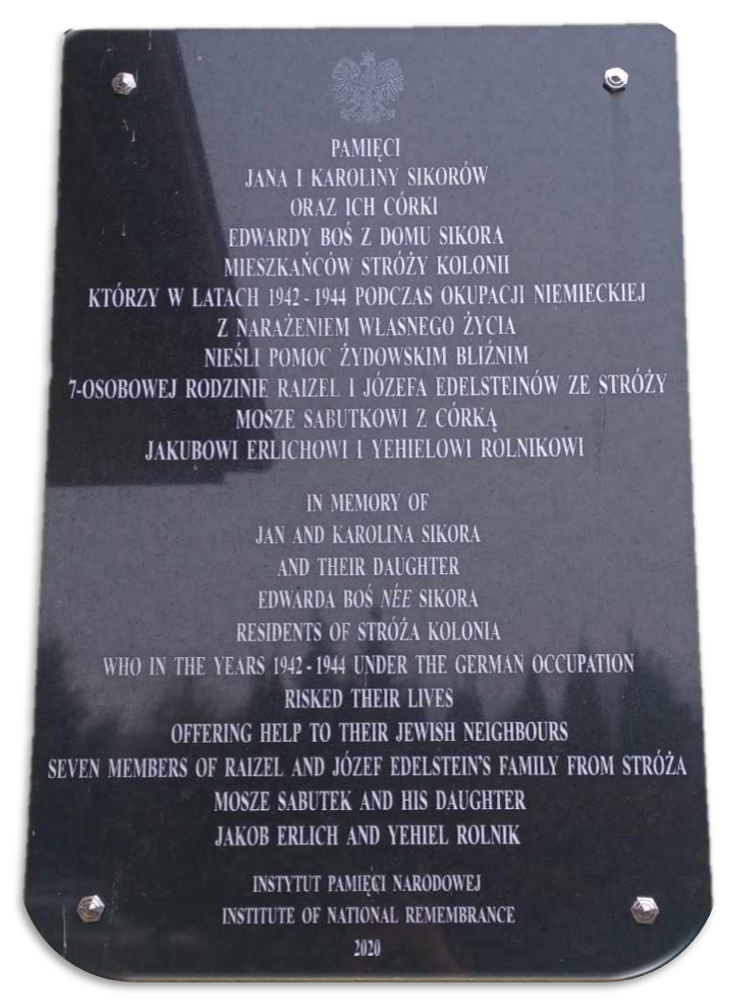 PAMIĘCI
JANA I KAROLINY SIKORÓW
ORAZ ICH CÓRKI
EDWARDY BOŚ Z DOMU SIKORA
MIESZKAŃCÓW STRÓŻY KOLONII
KTÓRZY W LATACH 1942 - 1944 PODCZAS OKUPACJI NIEMIECKIEJ
Z NARAŻENIEM WŁASNEGO ŻYCIA
NIEŚLI POMOC ŻYDOWSKIM BLIŹNIM
7-OSOBOWEJ RODZINIE RAIZEL I JÓZEFA EDELSTEINÓW ZE STRÓŻY
MOSZE SABUTKOWI Z CÓRKĄ
JAKUBOWI ERLICHOWI I YEHIELOWI ROLNIKOWI
IN MEMORY OF
JAN AND KAROLINA SIKORA
AND THEIR DAUGHTER
EDWARDA BOŚ NÉE SIKORA
RESIDENTS OF STRÓŻA KOLONIA
WHO IN THE YEARS 1942 - 1944 UNDER THE GERMAN OCCUPATION
RISKED THEIR LIVES
OFFERING HELP TO THEIR JEWISH NEIGHBOURS
SEVEN MEMBERS OF RAIZEL AND JÓZEF EDELSTEIN'S FAMILY FROM STRÓŻA
MOSZE SABUTEK AND HIS DAUGHTER
JAKOB ERLICH AND YEHIEL ROLNIK
INSTYTUT PAMIĘCI NARODOWEJ
INSTITUTE OF NATIONAL REMEMBRANCE
2020